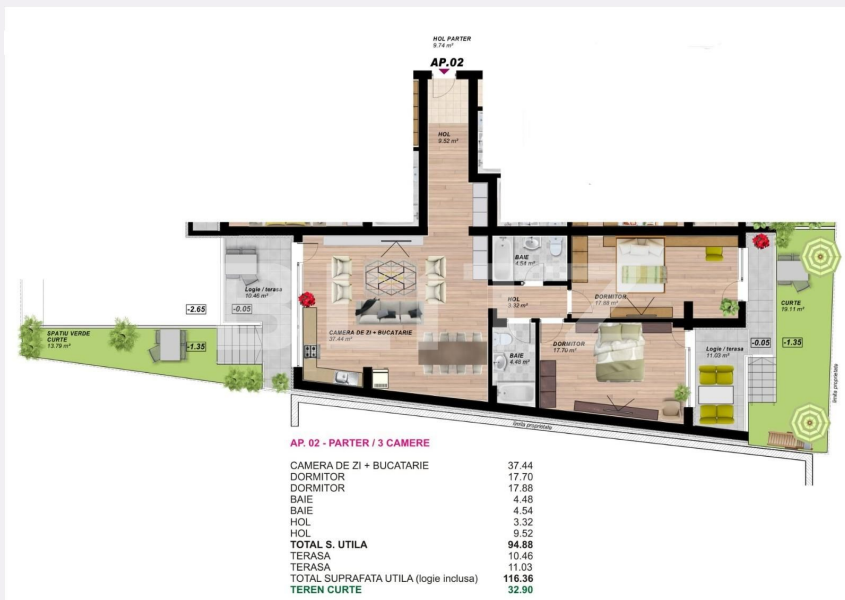 HOL PARTER
9.74 m²
AP.02
HOL
9.52 m²
BAIE
4.54 m²
Logie / terasa
10.46 m²
HOL
3.32 m²
DORMITOR
17.88 m²
CURTE
19.11 m²
-2.65
-0.05
SPATIU VERDE
CURTE
13.79 m²
-1.35
CAMERA DE ZI + BUCATARIE
37.44 m²
BAIE
4.48 m²
DORMITOR
17.70 m²
Logie / terasa
11.03 m²
-0.05
-1.35
limita proprietate
limita proprietate
AP. 02 - PARTER / 3 CAMERE
CAMERA DE ZI + BUCATARIE 37.44
DORMITOR 17.70
DORMITOR 17.88
BAIE 4.48
BAIE 4.54
HOL 3.32
HOL 9.52
TOTAL S. UTILA 94.88
TERASA 10.46
TERASA 11.03
TOTAL SUPRAFATA UTILA (logie inclusa) 116.36
TEREN CURTE 32.90